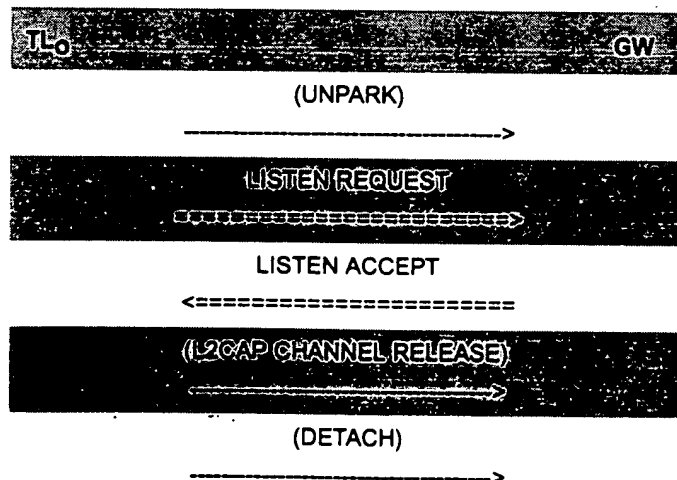 TLO GW
(UNPARK)
LISTEN REQUEST
LISTEN ACCEPT
(L2CAP CHANNEL RELEASE)
(DETACH)